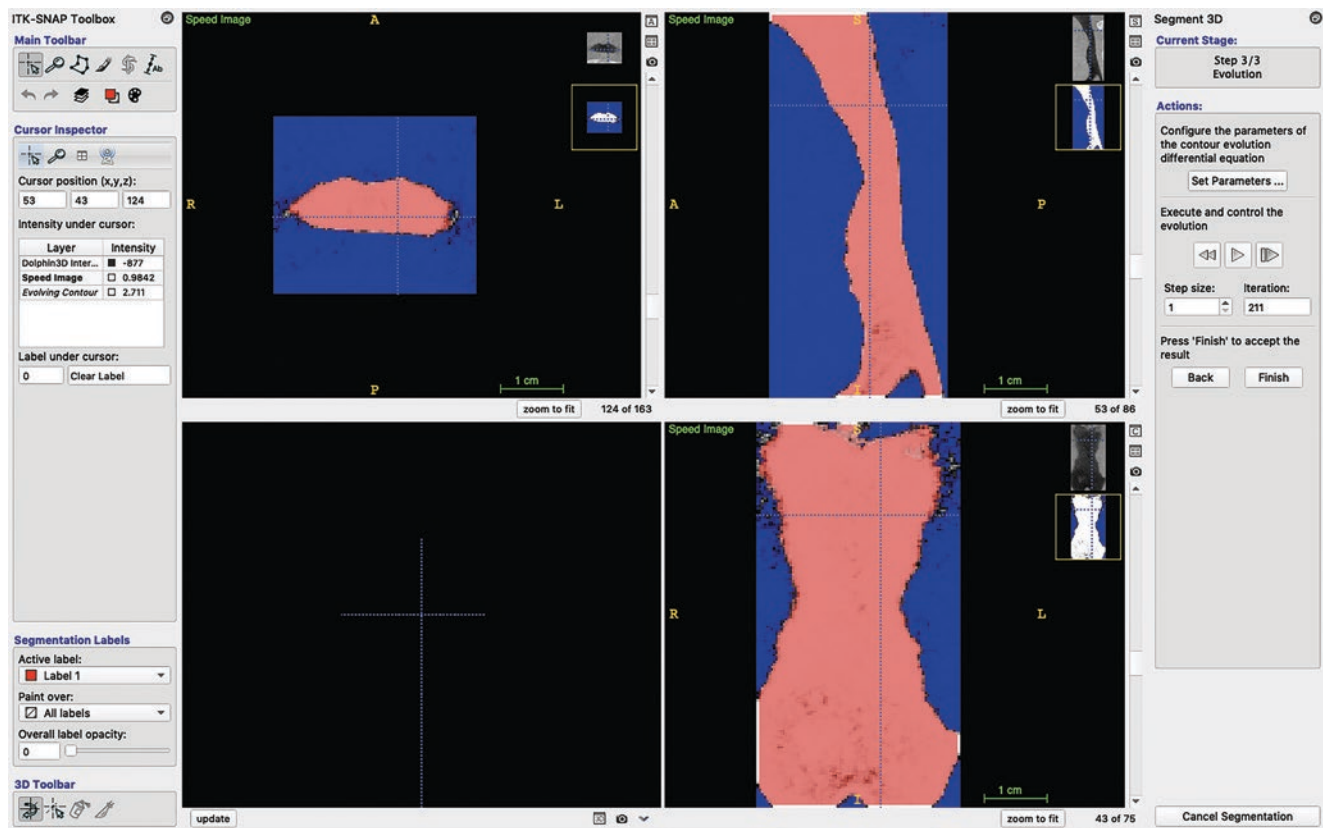 ITK-SNAP Toolbox
Main Toolbar
Ab
Cursor Inspector
Cursor position (x,y,z):
53 43 124
Intensity under cursor:
Layer Intensity
Dolphin3D Inter... -877
Speed Image 0.9842
Evolving Contour 2.711
Label under cursor:
0 Clear Label
Segmentation Labels
Active label:
Label 1
Paint over:
All labels
Overall label opacity:
0
3D Toolbar
Speed Image
A
A
R
L
P
1 cm
zoom to fit 124 of 163
Speed Image
S
S
A
P
I
1 cm
zoom to fit 53 of 86
update
Speed Image
S
C
R
L
I
1 cm
zoom to fit 43 of 75
Segment 3D
Current Stage:
Step 3/3
Evolution
Actions:
Configure the parameters of
the contour evolution
differential equation
Set Parameters ...
Execute and control the
evolution
Step size: Iteration:
1 211
Press 'Finish' to accept the
result
Back Finish
Cancel Segmentation